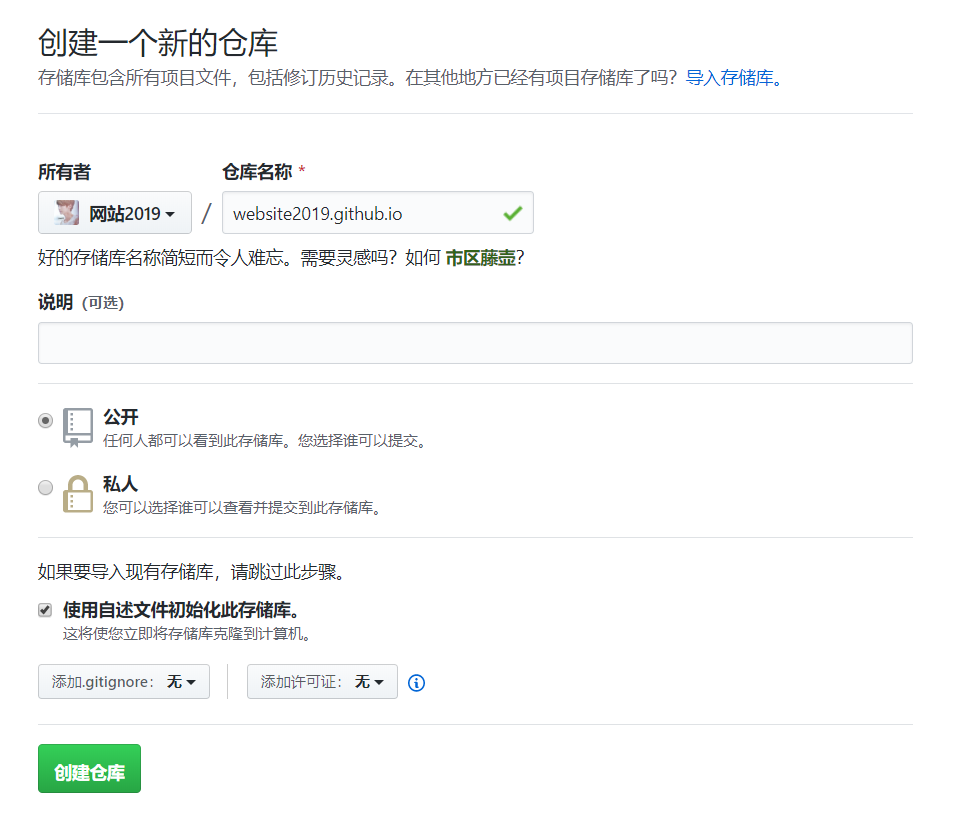 创建一个新的仓库
存储库包含所有项目文件，包括修订历史记录。在其他地方已经有项目存储库了吗？导入存储库。
所有者 仓库名称 *
网站2019 / website2019.github.io
好的存储库名称简短而令人难忘。需要灵感吗？如何 市区藤壶？
说明 (可选)
公开
任何人都可以看到此存储库。您选择谁可以提交。
私人
您可以选择谁可以查看并提交到此存储库。
如果要导入现有存储库，请跳过此步骤。
使用自述文件初始化此存储库。
这将使您立即将存储库克隆到计算机。
添加.gitignore： 无 添加许可证： 无
创建仓库